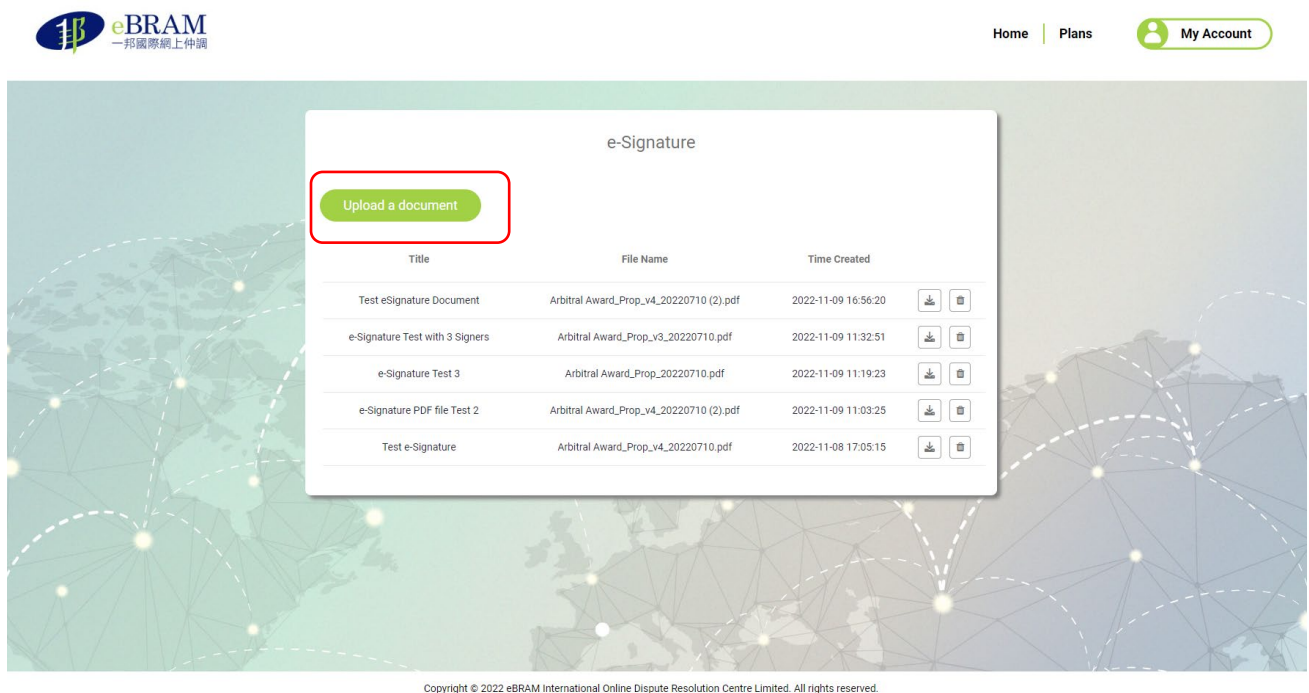 邦 eBRAM
一邦國際網上仲調
Home Plans My Account
e-Signature
Upload a document
Title File Name Time Created
Test eSignature Document Arbitral Award_Prop_v4_20220710 (2).pdf 2022-11-09 16:56:20
e-Signature Test with 3 Signers Arbitral Award_Prop_v3_20220710.pdf 2022-11-09 11:32:51
e-Signature Test 3 Arbitral Award_Prop_20220710.pdf 2022-11-09 11:19:23
e-Signature PDF file Test 2 Arbitral Award_Prop_v4_20220710 (2).pdf 2022-11-09 11:03:25
Test e-Signature Arbitral Award_Prop_v4_20220710.pdf 2022-11-08 17:05:15
Copyright © 2022 eBRAM International Online Dispute Resolution Centre Limited. All rights reserved.